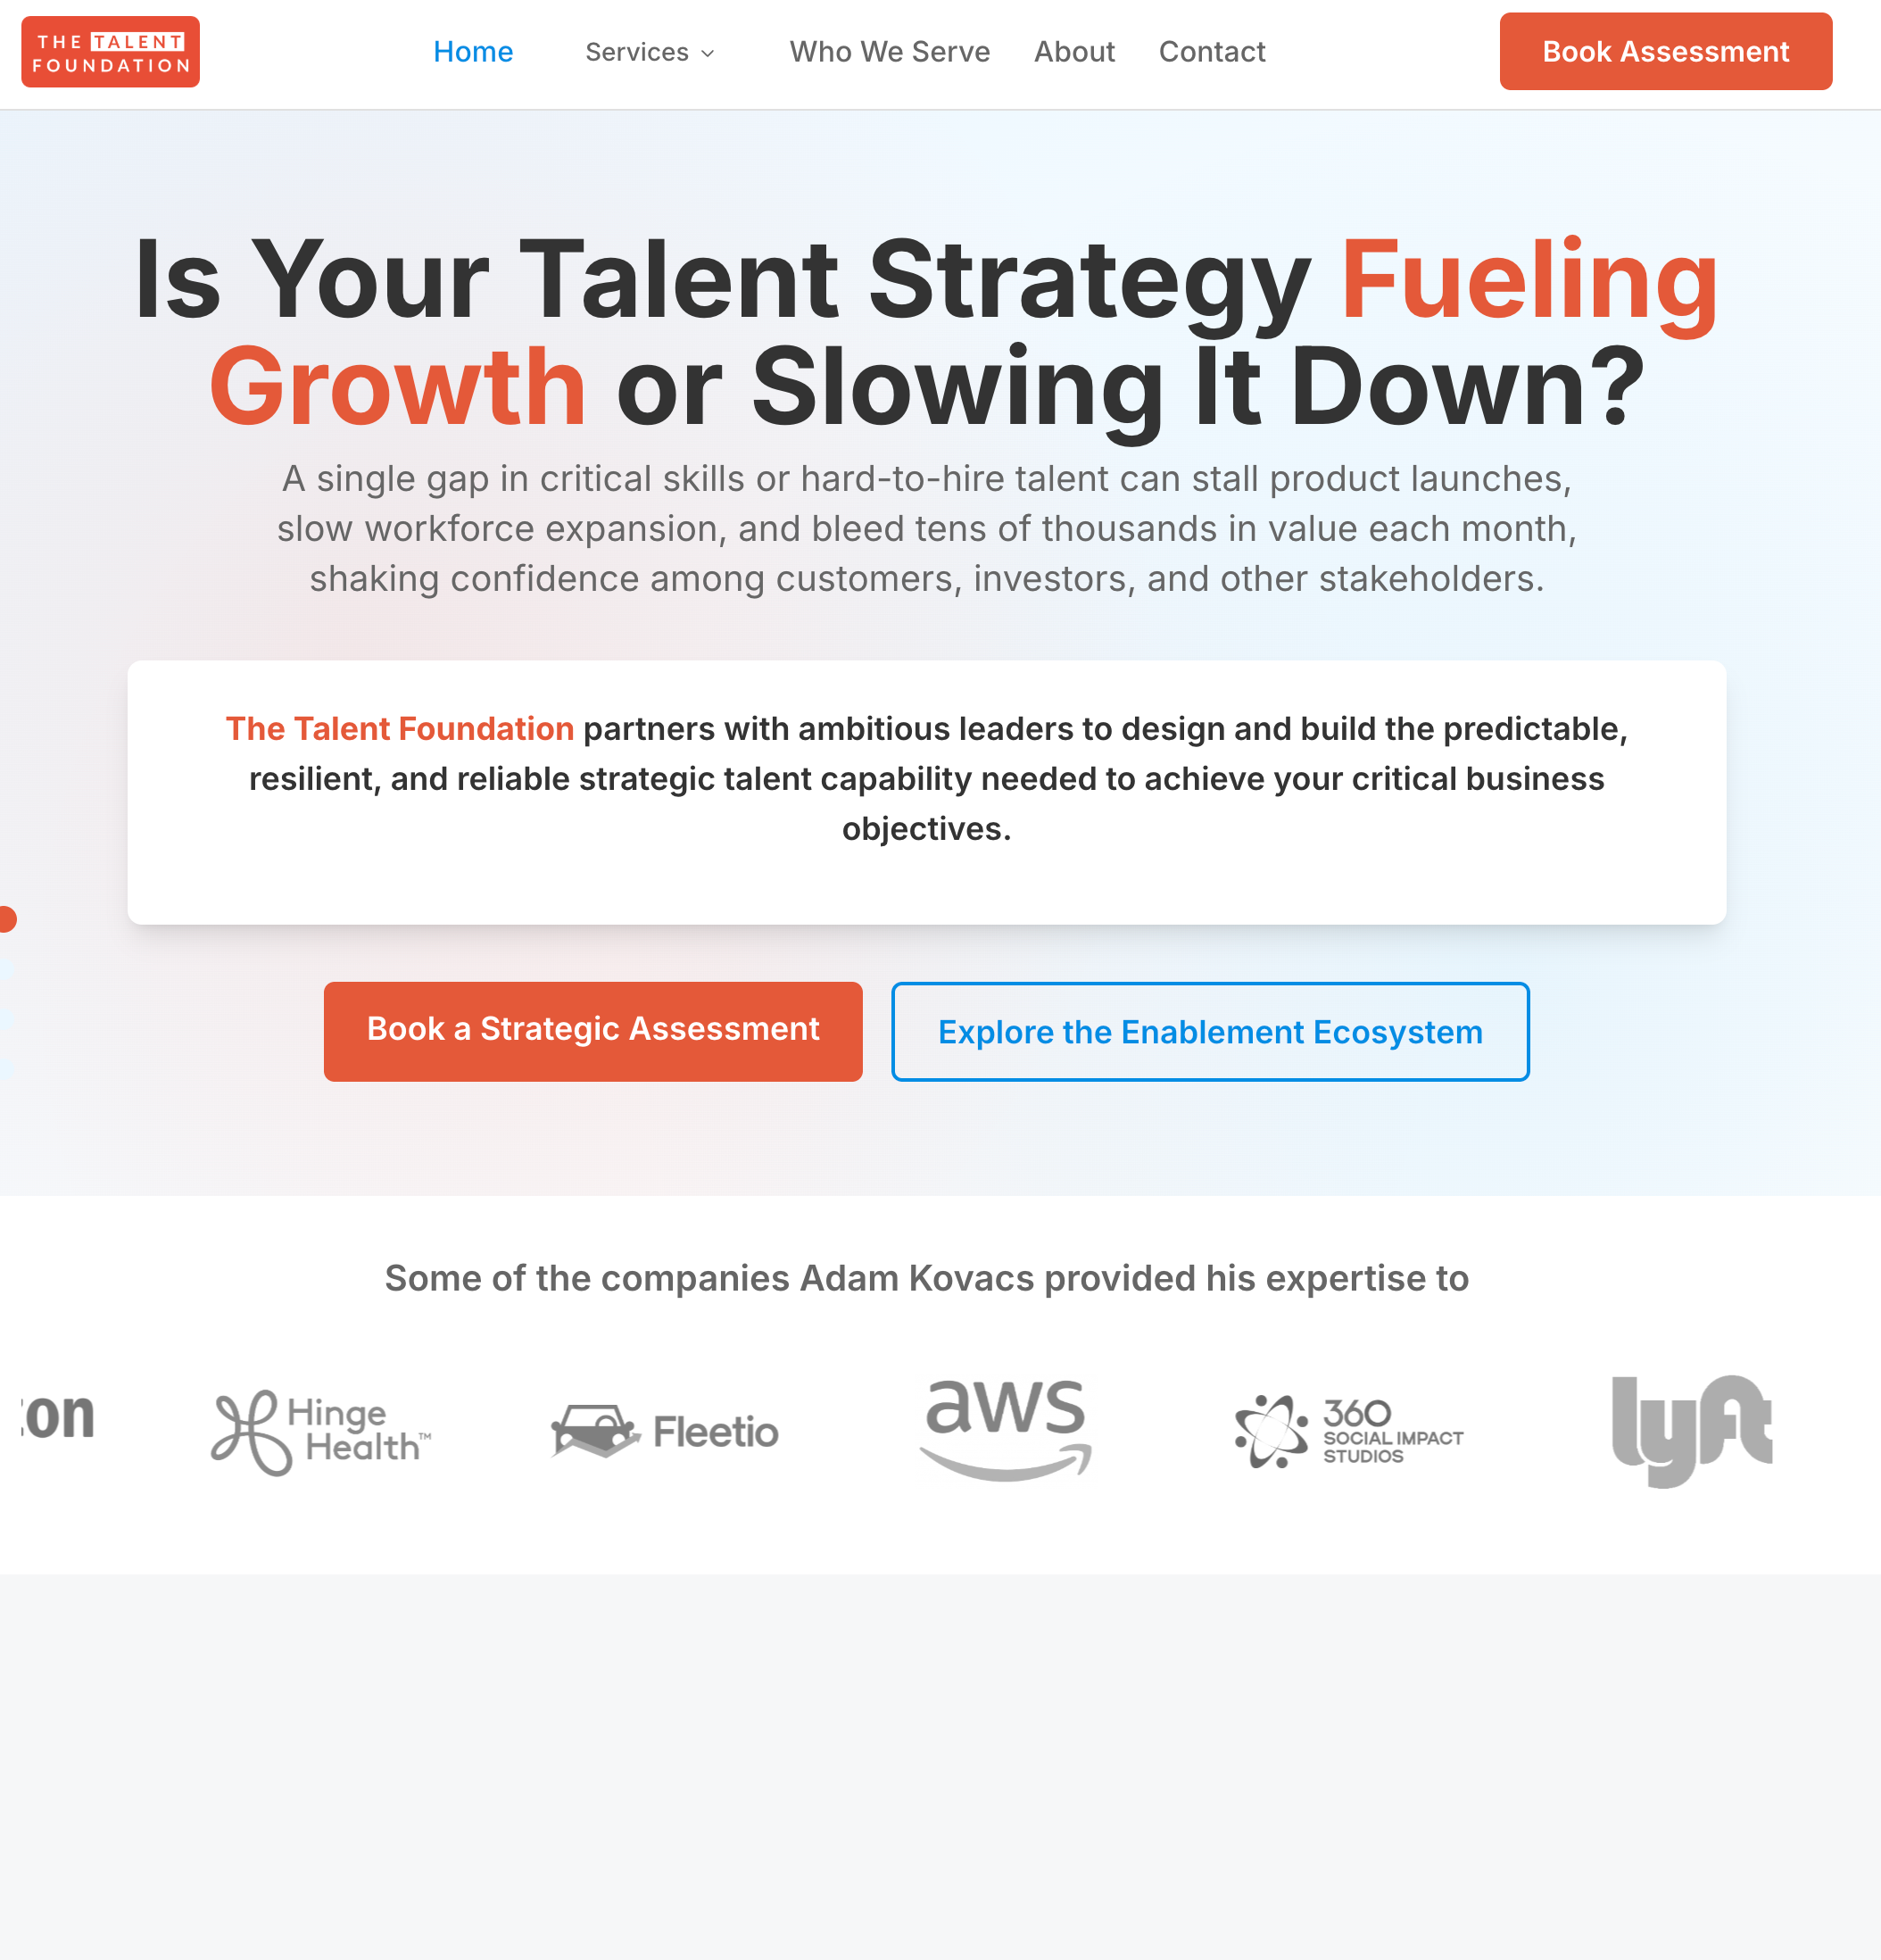 THE TALENT
FOUNDATION
Home
Services
Who We Serve
About
Contact
Book Assessment
Is Your Talent Strategy Fueling
Growth or Slowing It Down?
A single gap in critical skills or hard-to-hire talent can stall product launches,
slow workforce expansion, and bleed tens of thousands in value each month,
shaking confidence among customers, investors, and other stakeholders.
The Talent Foundation partners with ambitious leaders to design and build the predictable,
resilient, and reliable strategic talent capability needed to achieve your critical business
objectives.
Book a Strategic Assessment
Explore the Enablement Ecosystem
Some of the companies Adam Kovacs provided his expertise to
on
Hinge
Health™
Fleetio
aws
360
SOCIAL IMPACT
STUDIOS
lyft